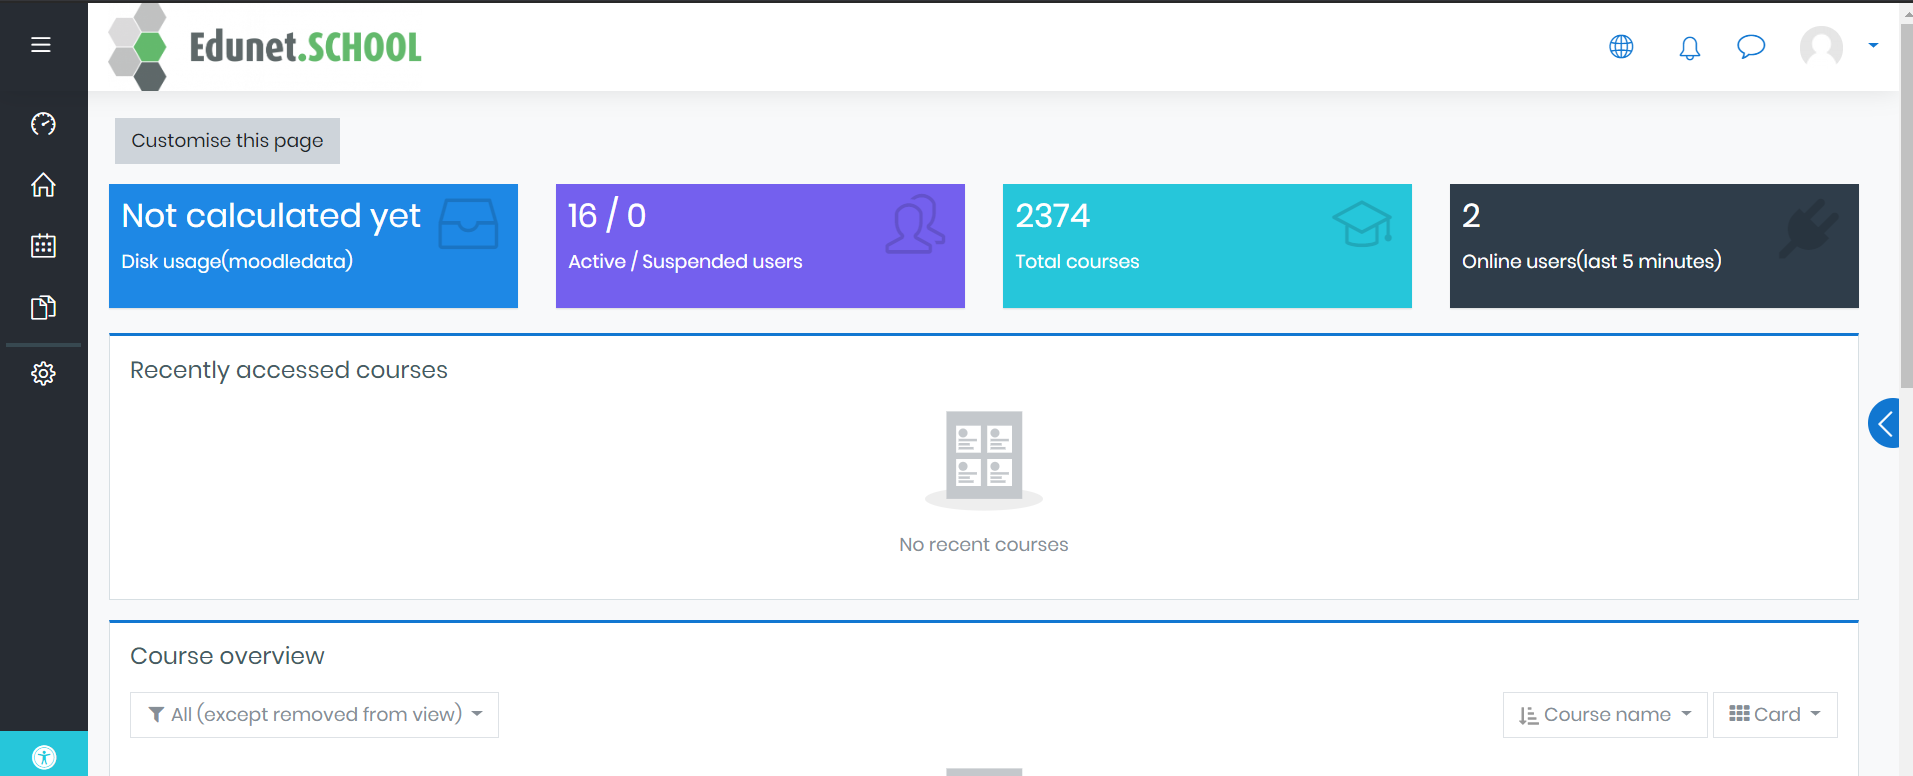 Edunet.SCHOOL
Customise this page
Not calculated yet
Disk usage(moodledata)
16 / 0
Active / Suspended users
2374
Total courses
2
Online users(last 5 minutes)
Recently accessed courses
No recent courses
Course overview
All (except removed from view)
Course name
Card